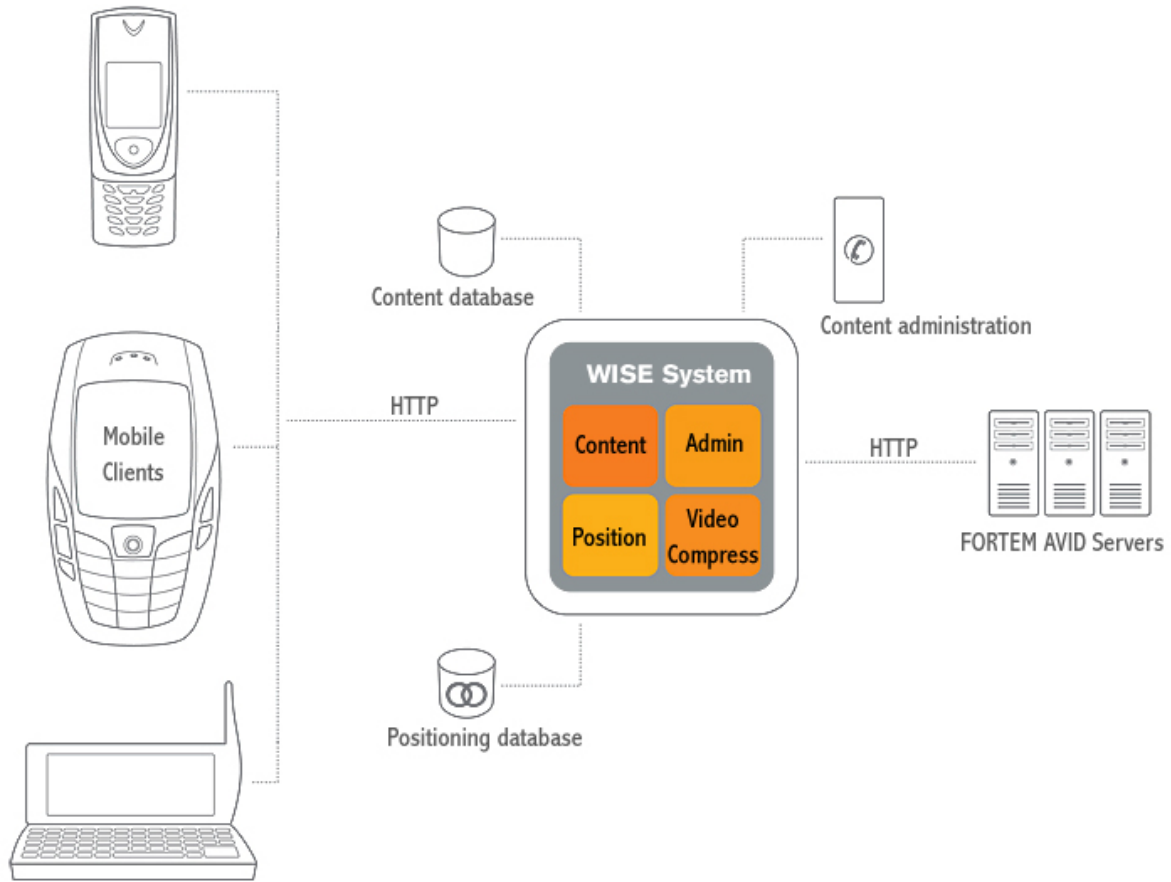 Content database
Content administration
WISE System
HTTP
Content
Admin
Mobile
Clients
HTTP
Position
Video
Compress
FORTEM AVID Servers
Positioning database